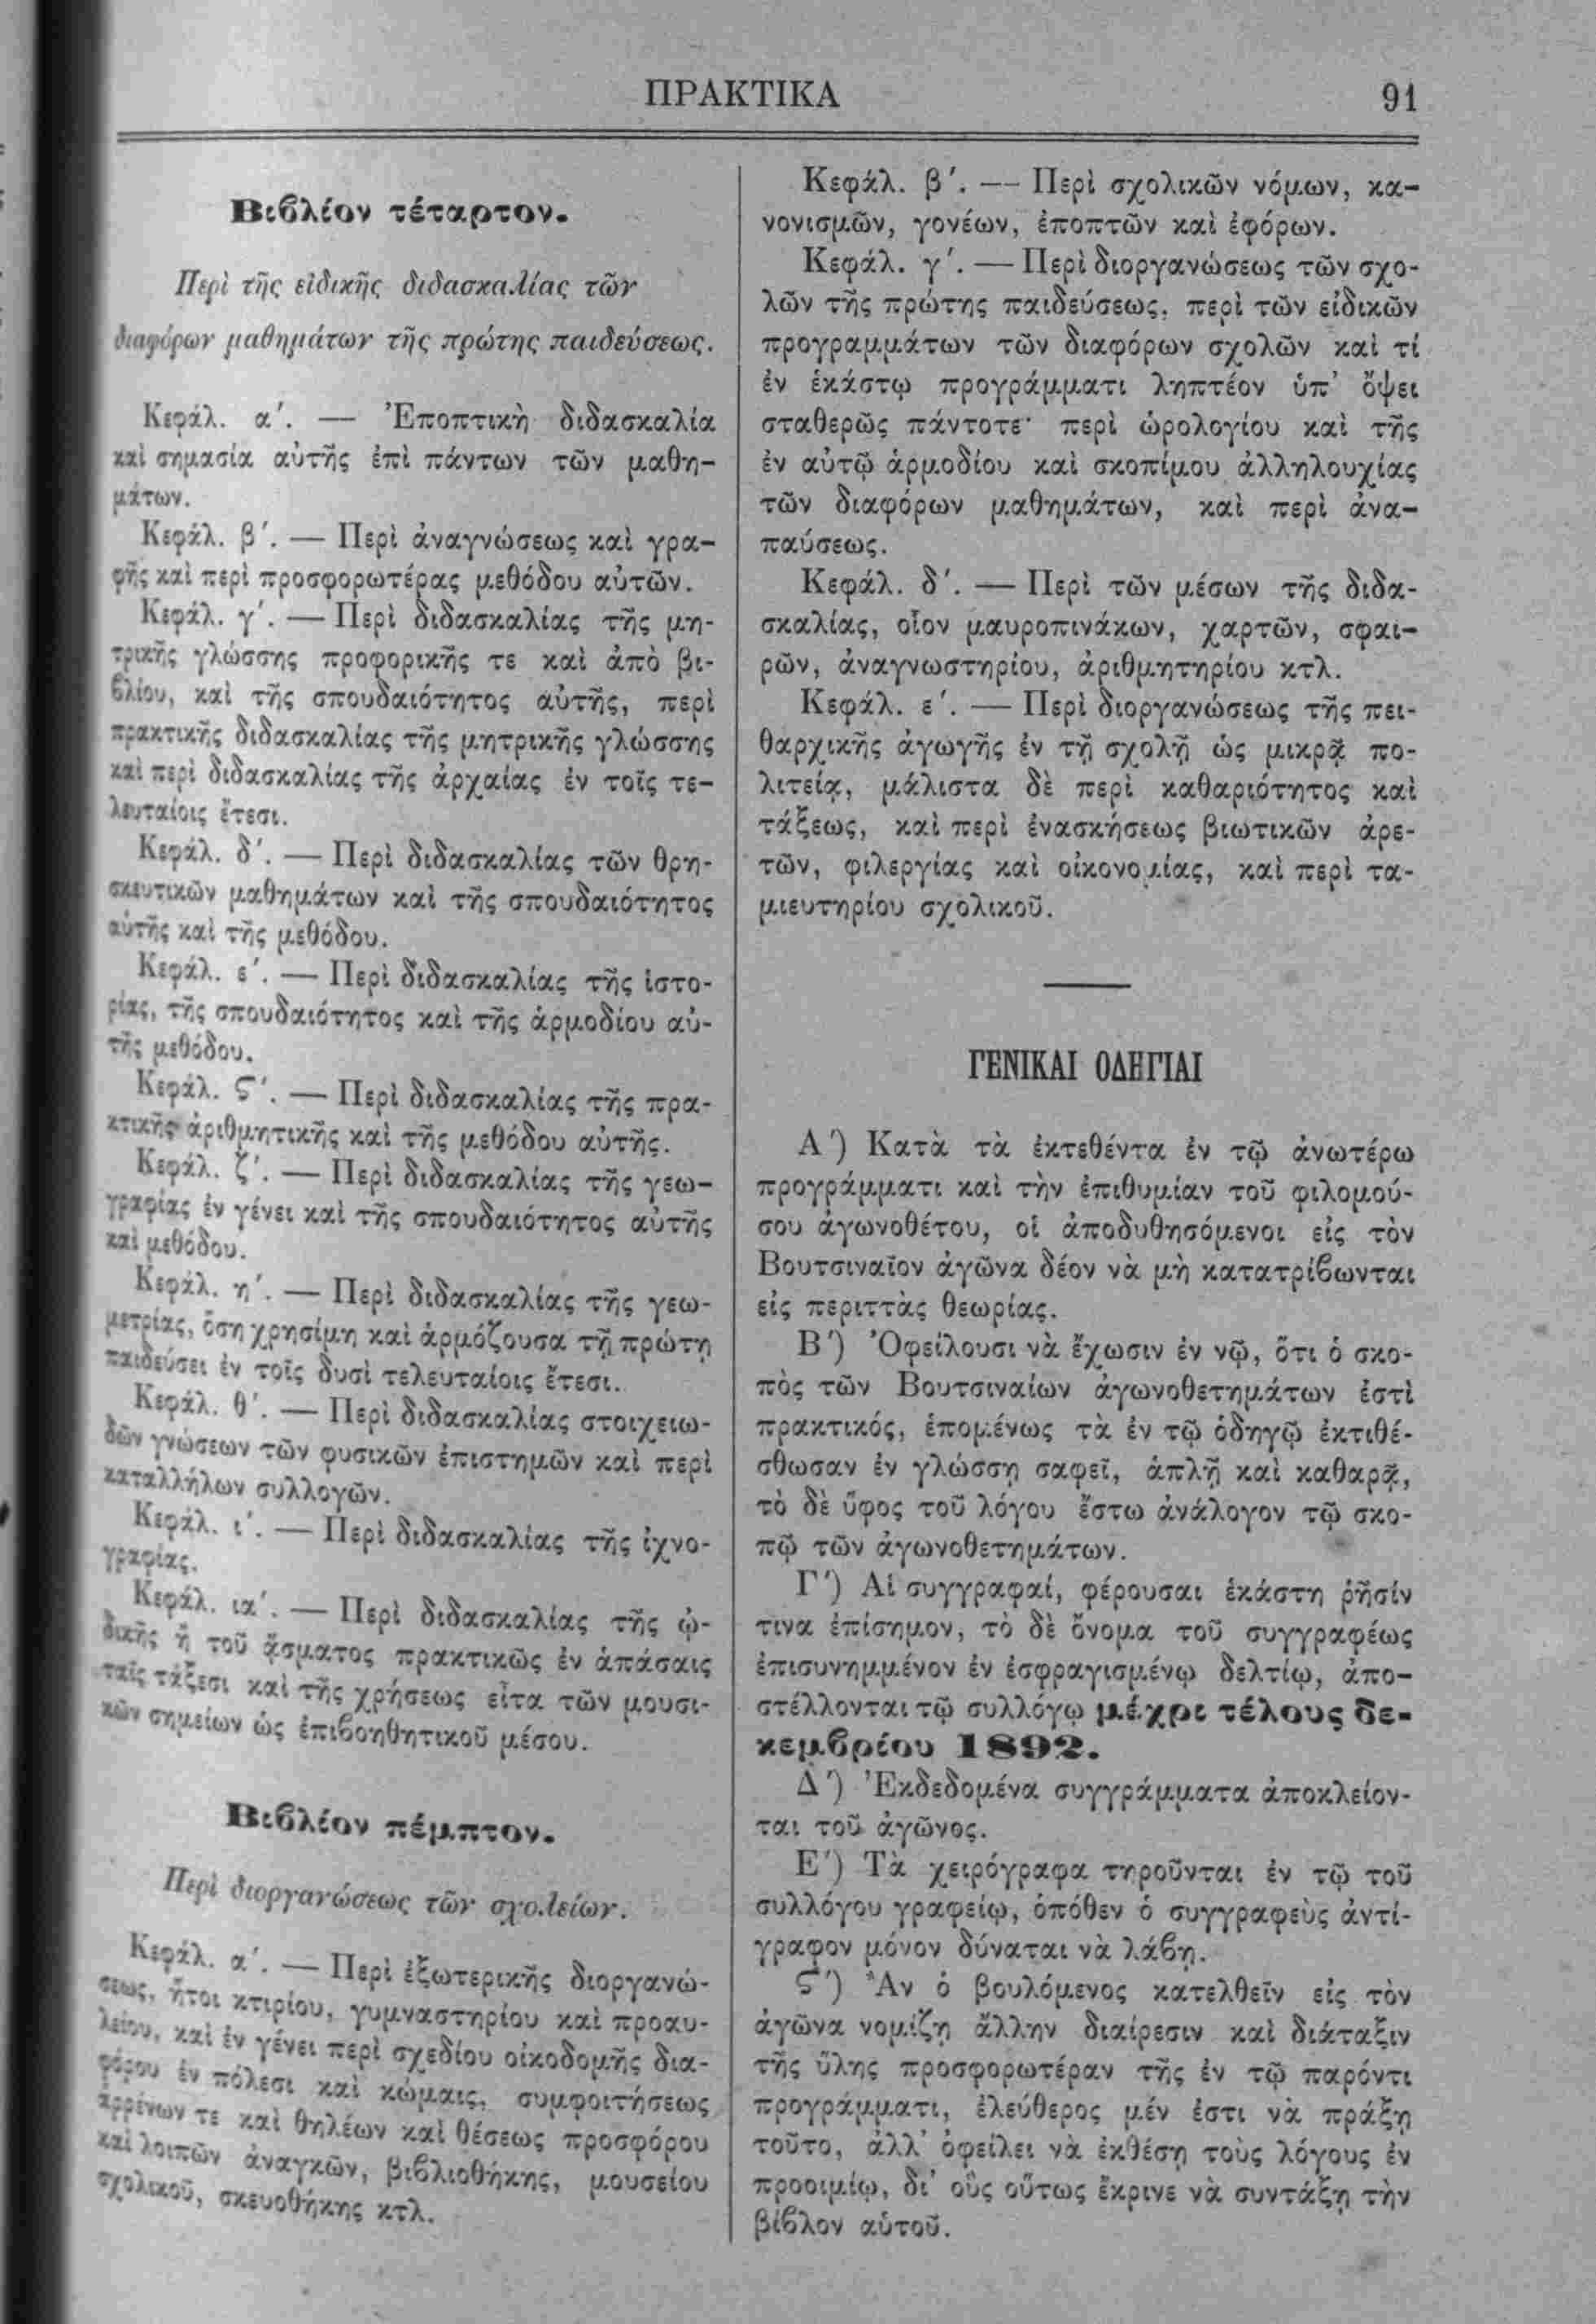 ΠΡΑΚΤΙΚΑ 91
Βιβλίον τέταρτον.
Περὶ τῆς εἰδικῆς διδασκαλίας τῶν
διαφόρων μαθημάτων τῆς πρώτης παιδεύσεως.
Κεφάλ. α΄. — Ἐποπτικὴ διδασκαλία
καὶ σημασία αὐτῆς ἐπὶ πάντων τῶν μαθη-
μάτων.
Κεφάλ. β΄. — Περὶ ἀναγνώσεως καὶ γρα-
φῆς καὶ περὶ προσφορωτέρας μεθόδου αὐτῶν.
Κεφάλ. γ΄. — Περὶ διδασκαλίας τῆς μη-
τρικῆς γλώσσης προφορικῆς τε καὶ ἀπὸ βι-
βλίου, καὶ τῆς σπουδαιότητος αὐτῆς, περὶ
πρακτικῆς διδασκαλίας τῆς μητρικῆς γλώσσης
καὶ περὶ διδασκαλίας τῆς ἀρχαίας ἐν τοῖς τε-
λευταίοις ἔτεσι.
Κεφάλ. δ΄. — Περὶ διδασκαλίας τῶν θρη-
σκευτικῶν μαθημάτων καὶ τῆς σπουδαιότητος
αὐτῆς καὶ τῆς μεθόδου.
Κεφάλ. ε΄. — Περὶ διδασκαλίας τῆς ἱστο-
ρίας, τῆς σπουδαιότητος καὶ τῆς ἁρμοδίου αὐ-
τῆς μεθόδου.
Κεφάλ. Ϛ΄. — Περὶ διδασκαλίας τῆς πρα-
κτικῆς ἀριθμητικῆς καὶ τῆς μεθόδου αὐτῆς.
Κεφάλ. ζ΄. — Περὶ διδασκαλίας τῆς γεω-
γραφίας ἐν γένει καὶ τῆς σπουδαιότητος αὐτῆς
καὶ μεθόδου.
Κεφάλ. η΄. — Περὶ διδασκαλίας τῆς γεω-
μετρίας, ὅση χρησίμη καὶ ἁρμόζουσα τῇ πρώτῃ
παιδεύσει ἐν τοῖς δυσὶ τελευταίοις ἔτεσι.
Κεφάλ. θ΄. — Περὶ διδασκαλίας στοιχειω-
δῶν γνώσεων τῶν φυσικῶν ἐπιστημῶν καὶ περὶ
καταλλήλων συλλογῶν.
Κεφάλ. ι΄. — Περὶ διδασκαλίας τῆς ἰχνο-
γραφίας.
Κεφάλ. ια΄. — Περὶ διδασκαλίας τῆς ᾠ-
δικῆς ἢ τοῦ ᾄσματος πρακτικῶς ἐν ἁπάσαις
ταῖς τάξεσι καὶ τῆς χρήσεως εἶτα τῶν μουσι-
κῶν σημείων ὡς ἐπιβοηθητικοῦ μέσου.
Βιβλίον πέμπτον.
Περὶ διοργανώσεως τῶν σχολείων.
Κεφάλ. α΄. — Περὶ ἐξωτερικῆς διοργανώ-
σεως, ἤτοι κτιρίου, γυμναστηρίου καὶ προαυ-
λείου, καὶ ἐν γένει περὶ σχεδίου οἰκοδομῆς δια-
φόρου ἐν πόλεσι καὶ κώμαις, συμφοιτήσεως
ἀρρένων τε καὶ θηλέων καὶ θέσεως προσφόρου
καὶ λοιπῶν ἀναγκῶν, βιβλιοθήκης, μουσείου
σχολικοῦ, σκευοθήκης κτλ.
Κεφάλ. β΄. — Περὶ σχολικῶν νόμων, κα-
νονισμῶν, γονέων, ἐποπτῶν καὶ ἐφόρων.
Κεφάλ. γ΄. — Περὶ διοργανώσεως τῶν σχο-
λῶν τῆς πρώτης παιδεύσεως, περὶ τῶν εἰδικῶν
προγραμμάτων τῶν διαφόρων σχολῶν καὶ τί
ἐν ἑκάστῳ προγράμματι ληπτέον ὑπ’ ὄψει
σταθερῶς πάντοτε· περὶ ὡρολογίου καὶ τῆς
ἐν αὐτῷ ἁρμοδίου καὶ σκοπίμου ἀλληλουχίας
τῶν διαφόρων μαθημάτων, καὶ περὶ ἀνα-
παύσεως.
Κεφάλ. δ΄. — Περὶ τῶν μέσων τῆς διδα-
σκαλίας, οἷον μαυροπινάκων, χαρτῶν, σφαι-
ρῶν, ἀναγνωστηρίου, ἀριθμητηρίου κτλ.
Κεφάλ. ε΄. — Περὶ διοργανώσεως τῆς πει-
θαρχικῆς ἀγωγῆς ἐν τῇ σχολῇ ὡς μικρᾷ πο-
λιτείᾳ, μάλιστα δὲ περὶ καθαριότητος καὶ
τάξεως, καὶ περὶ ἐνασκήσεως βιωτικῶν ἀρε-
τῶν, φιλεργίας καὶ οἰκονομίας, καὶ περὶ τα-
μιευτηρίου σχολικοῦ.
ΓΕΝΙΚΑΙ ΟΔΗΓΙΑΙ
Α΄) Κατὰ τὰ ἐκτεθέντα ἐν τῷ ἀνωτέρω
προγράμματι καὶ τὴν ἐπιθυμίαν τοῦ φιλομού-
σου ἀγωνοθέτου, οἱ ἀποδυθησόμενοι εἰς τὸν
Βουτσιναῖον ἀγῶνα δέον νὰ μὴ κατατρίβωνται
εἰς περιττὰς θεωρίας.
Β΄) Ὀφείλουσι νὰ ἔχωσιν ἐν νῷ, ὅτι ὁ σκο-
πὸς τῶν Βουτσιναίων ἀγωνοθετημάτων ἐστὶ
πρακτικός, ἑπομένως τὰ ἐν τῷ ὁδηγῷ ἐκτιθέ-
σθωσαν ἐν γλώσσῃ σαφεῖ, ἁπλῇ καὶ καθαρᾷ,
τὸ δὲ ὕφος τοῦ λόγου ἔστω ἀνάλογον τῷ σκο-
πῷ τῶν ἀγωνοθετημάτων.
Γ΄) Αἱ συγγραφαί, φέρουσαι ἑκάστη ῥῆσίν
τινα ἐπίσημον, τὸ δὲ ὄνομα τοῦ συγγραφέως
ἐπισυνημμένον ἐν ἐσφραγισμένῳ δελτίῳ, ἀπο-
στέλλονται τῷ συλλόγῳ μέχρι τέλους δε-
κεμβρίου 1892.
Δ΄) Ἐκδεδομένα συγγράμματα ἀποκλείον-
ται τοῦ ἀγῶνος.
Ε΄) Τὰ χειρόγραφα τηροῦνται ἐν τῷ τοῦ
συλλόγου γραφείῳ, ὁπόθεν ὁ συγγραφεὺς ἀντί-
γραφον μόνον δύναται νὰ λάβῃ.
Ϛ΄) Ἂν ὁ βουλόμενος κατελθεῖν εἰς τὸν
ἀγῶνα νομίζῃ ἄλλην διαίρεσιν καὶ διάταξιν
τῆς ὕλης προσφορωτέραν τῆς ἐν τῷ παρόντι
προγράμματι, ἐλεύθερος μέν ἐστι νὰ πράξῃ
τοῦτο, ἀλλ’ ὀφείλει νὰ ἐκθέσῃ τοὺς λόγους ἐν
προοιμίῳ, δι’ οὓς οὕτως ἔκρινε νὰ συντάξῃ τὴν
βίβλον αὑτοῦ.